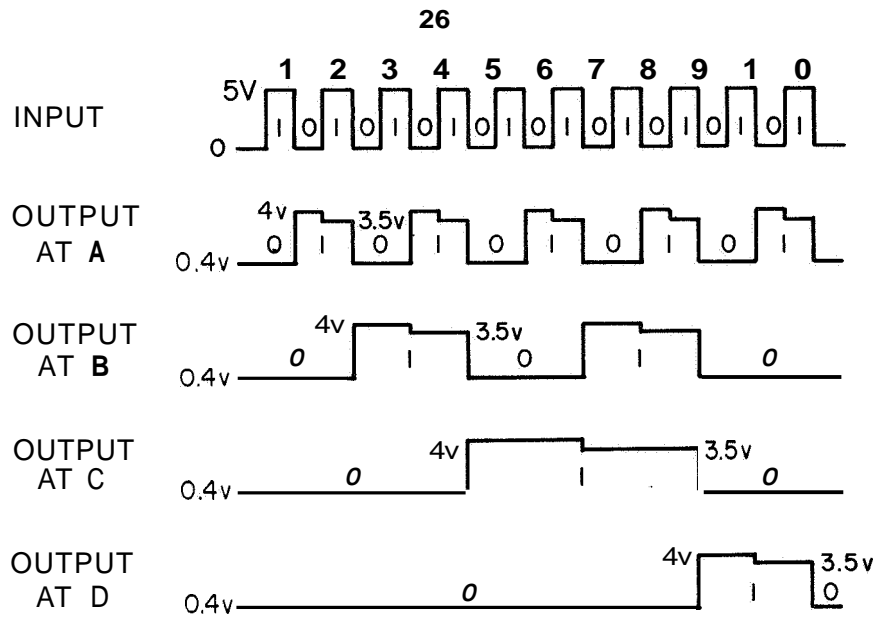 26
1 2 3 4 5 6 7 8 9 1 0
5V
INPUT
1 0 1 0 1 0 1 0 1 0 1 0 1 0 1 0 1 0 1
0
OUTPUT
AT A
4v 3.5v
0 1 0 1 0 1 0 1 0 1
0.4v
OUTPUT
AT B
4v 3.5v
0 1 0 1 0
0.4v
OUTPUT
AT C
4v 3.5v
0 1 0
0.4v
OUTPUT
AT D
4v 3.5v
0 1 0
0.4v